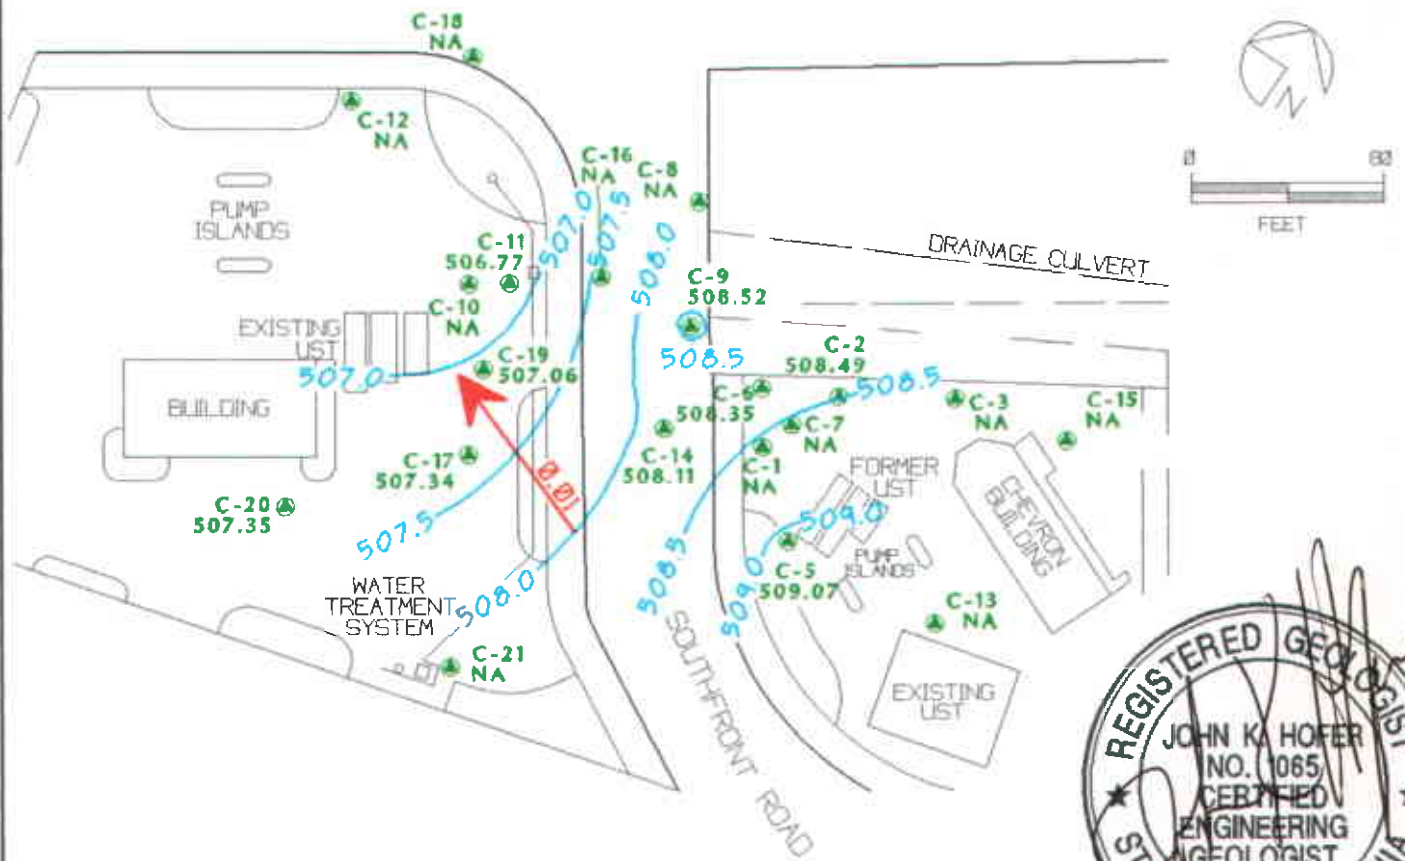 C-18
NA
C-12
NA
C-16
NA
C-8
NA
N
0 80
FEET
PUMP
ISLANDS
507.0
507.5
508.0
DRAINAGE CULVERT
C-11
506.77
C-10
NA
C-9
508.52
508.5
EXISTING
UST
507.0
C-19
507.06
C-2
508.49
508.5
C-6
508.35
C-7
NA
C-3
NA
C-15
NA
BUILDING
C-17
507.34
0.01
C-14
508.11
C-1
NA
FORMER
UST
CHEVRON
BUILDING
C-20
507.35
507.5
509.0
508.5
C-5
509.07
PUMP
ISLANDS
509.0
WATER
TREATMENT
SYSTEM
508.0
C-13
NA
C-21
NA
SOUTHFRONT ROAD
EXISTING
UST
REGISTERED GEOLOGIST
JOHN K. HOFER
NO. 1065
CERTIFIED
ENGINEERING
GEOLOGIST